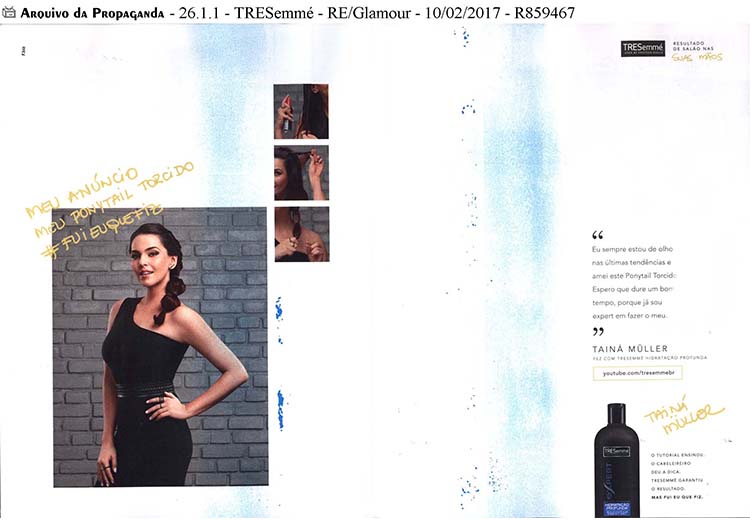 Arquivo da Propaganda - 26.1.1 - TRESemmé - RE/Glamour - 10/02/2017 - R859467
TRESemmé
RESULTADO
DE SALÃO NAS
SUAS MÃOS
MEU ANÚNCIO
MEU PONYTAIL TORCIDO
#FUIEUQUEFIZ
“
Eu sempre estou de olho
nas últimas tendências e
amei este Ponytail Torcido
Espero que dure um bom
tempo, porque já sou
expert em fazer o meu.
”
TAINÁ MÜLLER
FEZ COM TRESEMMÉ HIDRATAÇÃO PROFUNDA
youtube.com/tresemmebr
TAINÁ
MÜLLER
TRESemmé
EXPERT
HIDRATAÇÃO
PROFUNDA
O TUTORIAL ENSINOU.
O CABELEIREIRO
DEU A DICA.
TRESEMMÉ GARANTIU
O RESULTADO.
MAS FUI EU QUE FIZ.